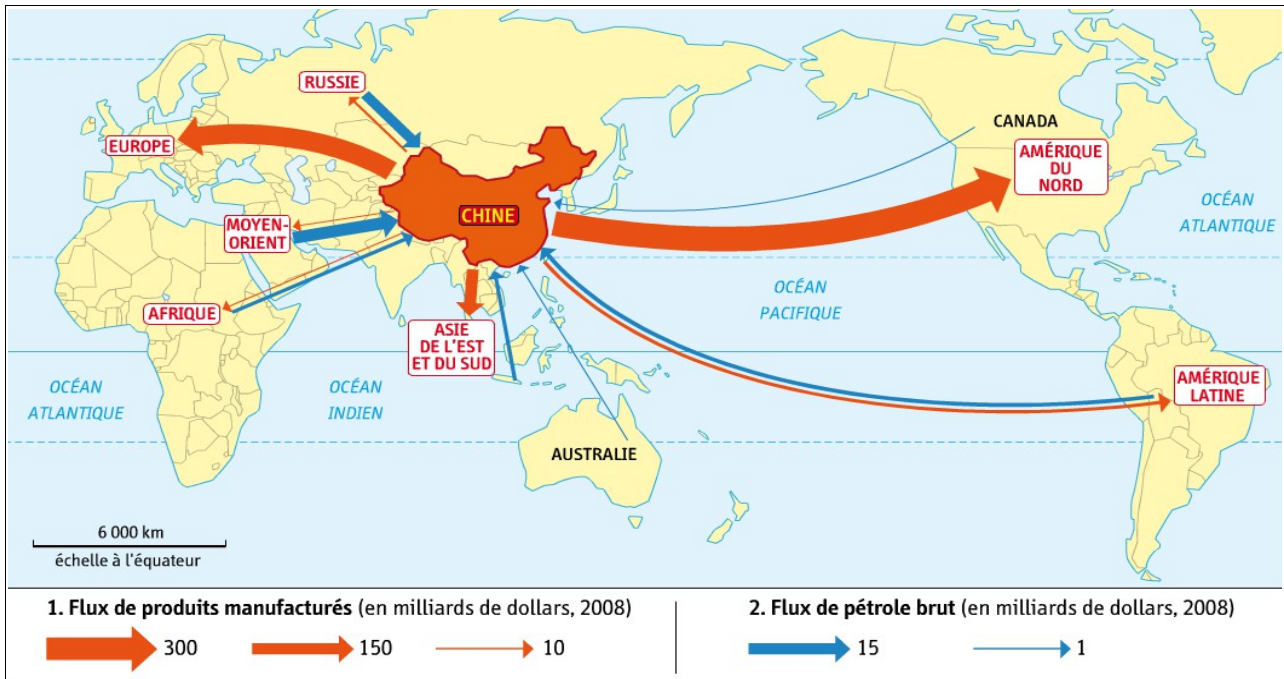 RUSSIE
EUROPE
CANADA
AMÉRIQUE
DU
NORD
OCÉAN
ATLANTIQUE
CHINE
MOYEN-
ORIENT
OCÉAN
PACIFIQUE
AFRIQUE
ASIE
DE L'EST
ET DU SUD
OCÉAN
ATLANTIQUE
OCÉAN
INDIEN
AMÉRIQUE
LATINE
AUSTRALIE
6 000 km
échelle à l'équateur
1. Flux de produits manufacturés (en milliards de dollars, 2008)
300
150
10
2. Flux de pétrole brut (en milliards de dollars, 2008)
15
1